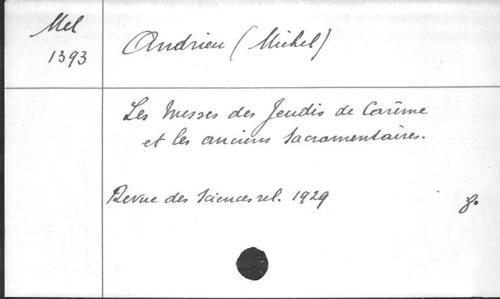 Mel
1393
Andrieu (Michel)
Les Messes des Jeudis de Carême
et les anciens Sacramentaires.
Revue des Sciences rel. 1929